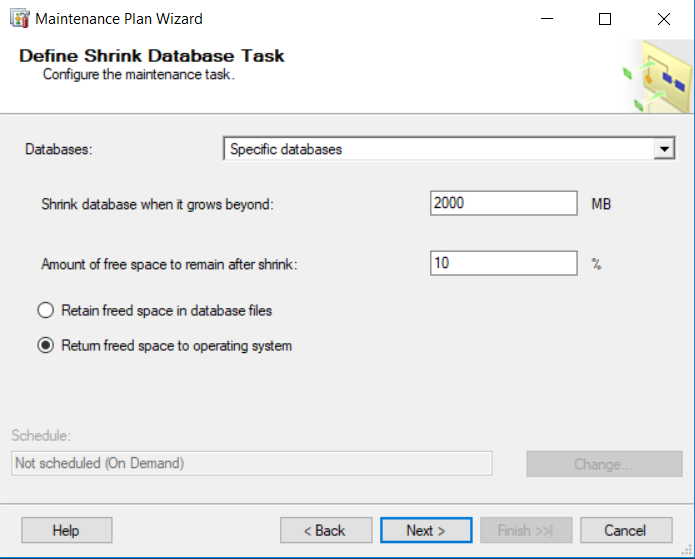 Maintenance Plan Wizard
Define Shrink Database Task
Configure the maintenance task.
Databases: Specific databases
Shrink database when it grows beyond: 2000 MB
Amount of free space to remain after shrink: 10 %
Retain freed space in database files
Return freed space to operating system
Schedule:
Not scheduled (On Demand) Change...
Help < Back Next > Finish >>| Cancel